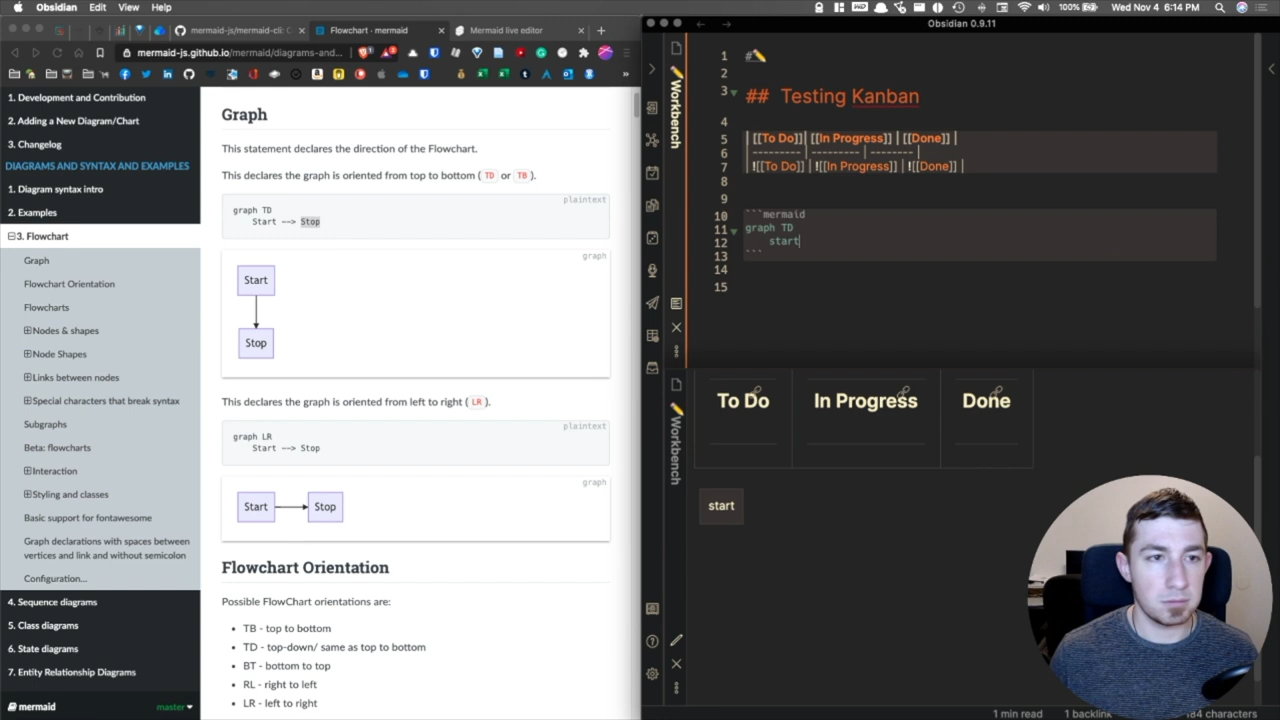 Obsidian Edit View Help
100% Wed Nov 4 6:14 PM
mermaid-js/mermaid-cli: C
Flowchart - mermaid
Mermaid live editor
mermaid-js.github.io/mermaid/diagrams-and...
1. Development and Contribution
2. Adding a New Diagram/Chart
3. Changelog
DIAGRAMS AND SYNTAX AND EXAMPLES
1. Diagram syntax intro
2. Examples
3. Flowchart
Graph
Flowchart Orientation
Flowcharts
Nodes & shapes
Node Shapes
Links between nodes
Special characters that break syntax
Subgraphs
Beta: flowcharts
Interaction
Styling and classes
Basic support for fontawesome
Graph declarations with spaces between
vertices and link and without semicolon
Configuration...
4. Sequence diagrams
5. Class diagrams
6. State diagrams
7. Entity Relationship Diagrams
mermaid master
Graph
This statement declares the direction of the Flowchart.
This declares the graph is oriented from top to bottom ( TD or TB ).
plaintext
graph TD
Start --> Stop
graph
Start
Stop
This declares the graph is oriented from left to right ( LR ).
plaintext
graph LR
Start --> Stop
graph
Start Stop
Flowchart Orientation
Possible FlowChart orientations are:
• TB - top to bottom
• TD - top-down/ same as top to bottom
• BT - bottom to top
• RL - right to left
• LR - left to right
Obsidian 0.9.11
Workbench
1 #✏️
2
3 ## Testing Kanban
4
5 | [[To Do]]| [[In Progress]] | [[Done]] |
6 | --------- | --------- | -------- |
7 | ![[To Do]] | ![[In Progress]] | ![[Done]] |
8
9
10 ```mermaid
11 graph TD
12 start
13 ```
14
15
Workbench
To Do In Progress Done
start
1 min read 1 backlink 184 characters